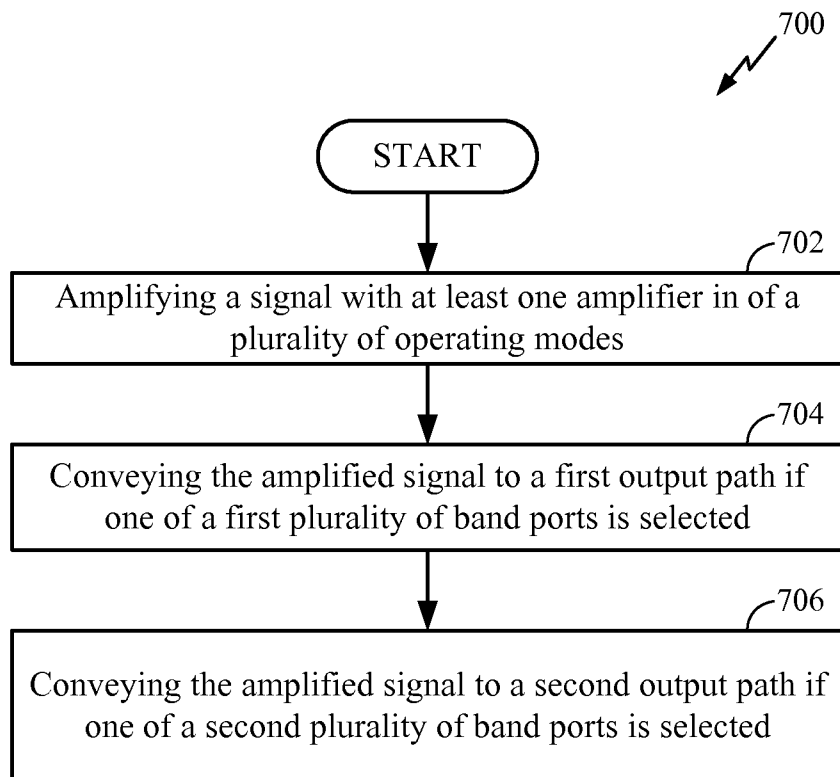 700
START
702
Amplifying a signal with at least one amplifier in of a
plurality of operating modes
704
Conveying the amplified signal to a first output path if
one of a first plurality of band ports is selected
706
Conveying the amplified signal to a second output path if
one of a second plurality of band ports is selected